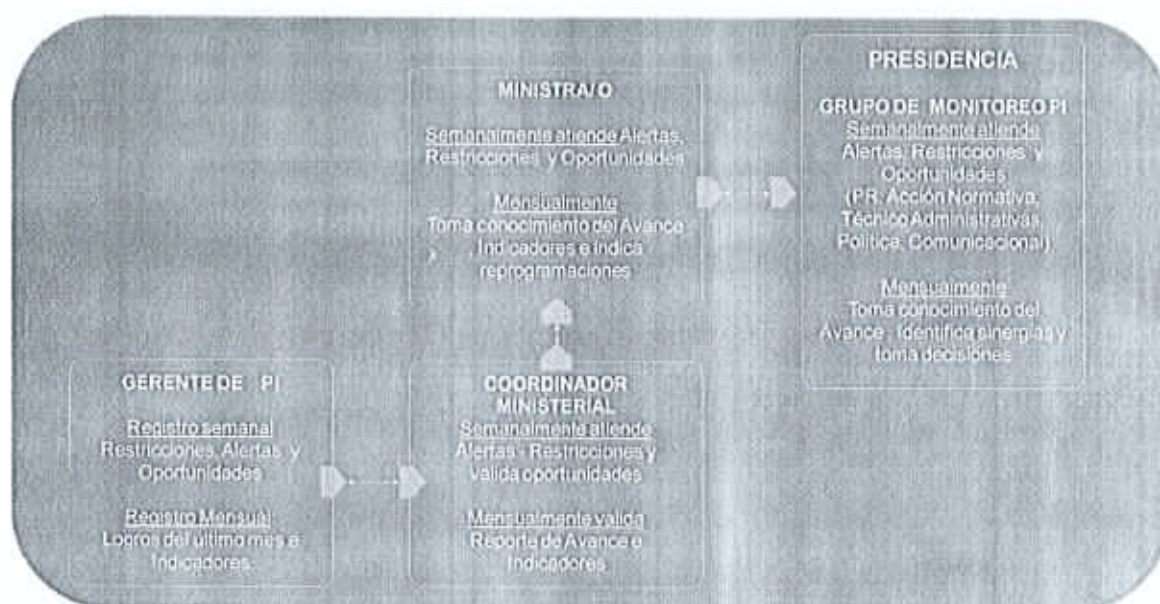 MINISTRA/O
Semanalmente atiende Alertas,
Restricciones y Oportunidades
Mensualmente
Toma conocimiento del Avance
, Indicadores e indica
reprogramaciones
PRESIDENCIA
GRUPO DE MONITOREO PI
Semanalmente atiende
Alertas, Restricciones y
Oportunidades
(PR, Acción Normativa,
Técnico Administrativas,
Política, Comunicacional)
Mensualmente
Toma conocimiento del
Avance - Identifica sinergias y
toma decisiones
GERENTE DE PI
Registro semanal
Restricciones, Alertas y
Oportunidades
Registro Mensual
Logros del último mes e
Indicadores.
COORDINADOR
MINISTERIAL
Semanalmente atiende
Alertas - Restricciones y
valida oportunidades
Mensualmente valida
Reporte de Avance e
Indicadores